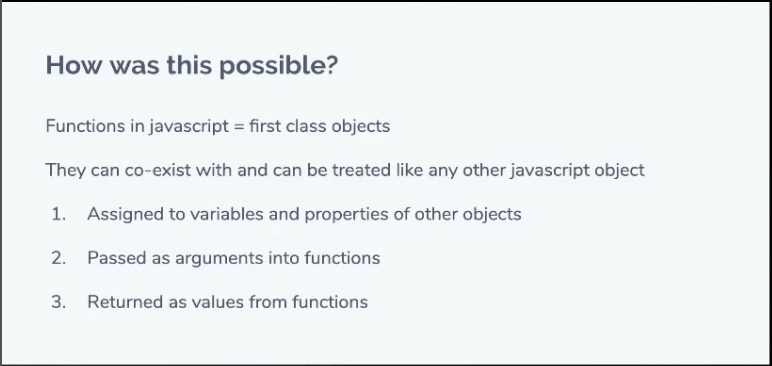 How was this possible?
Functions in javascript = first class objects
They can co-exist with and can be treated like any other javascript object
1. Assigned to variables and properties of other objects
2. Passed as arguments into functions
3. Returned as values from functions